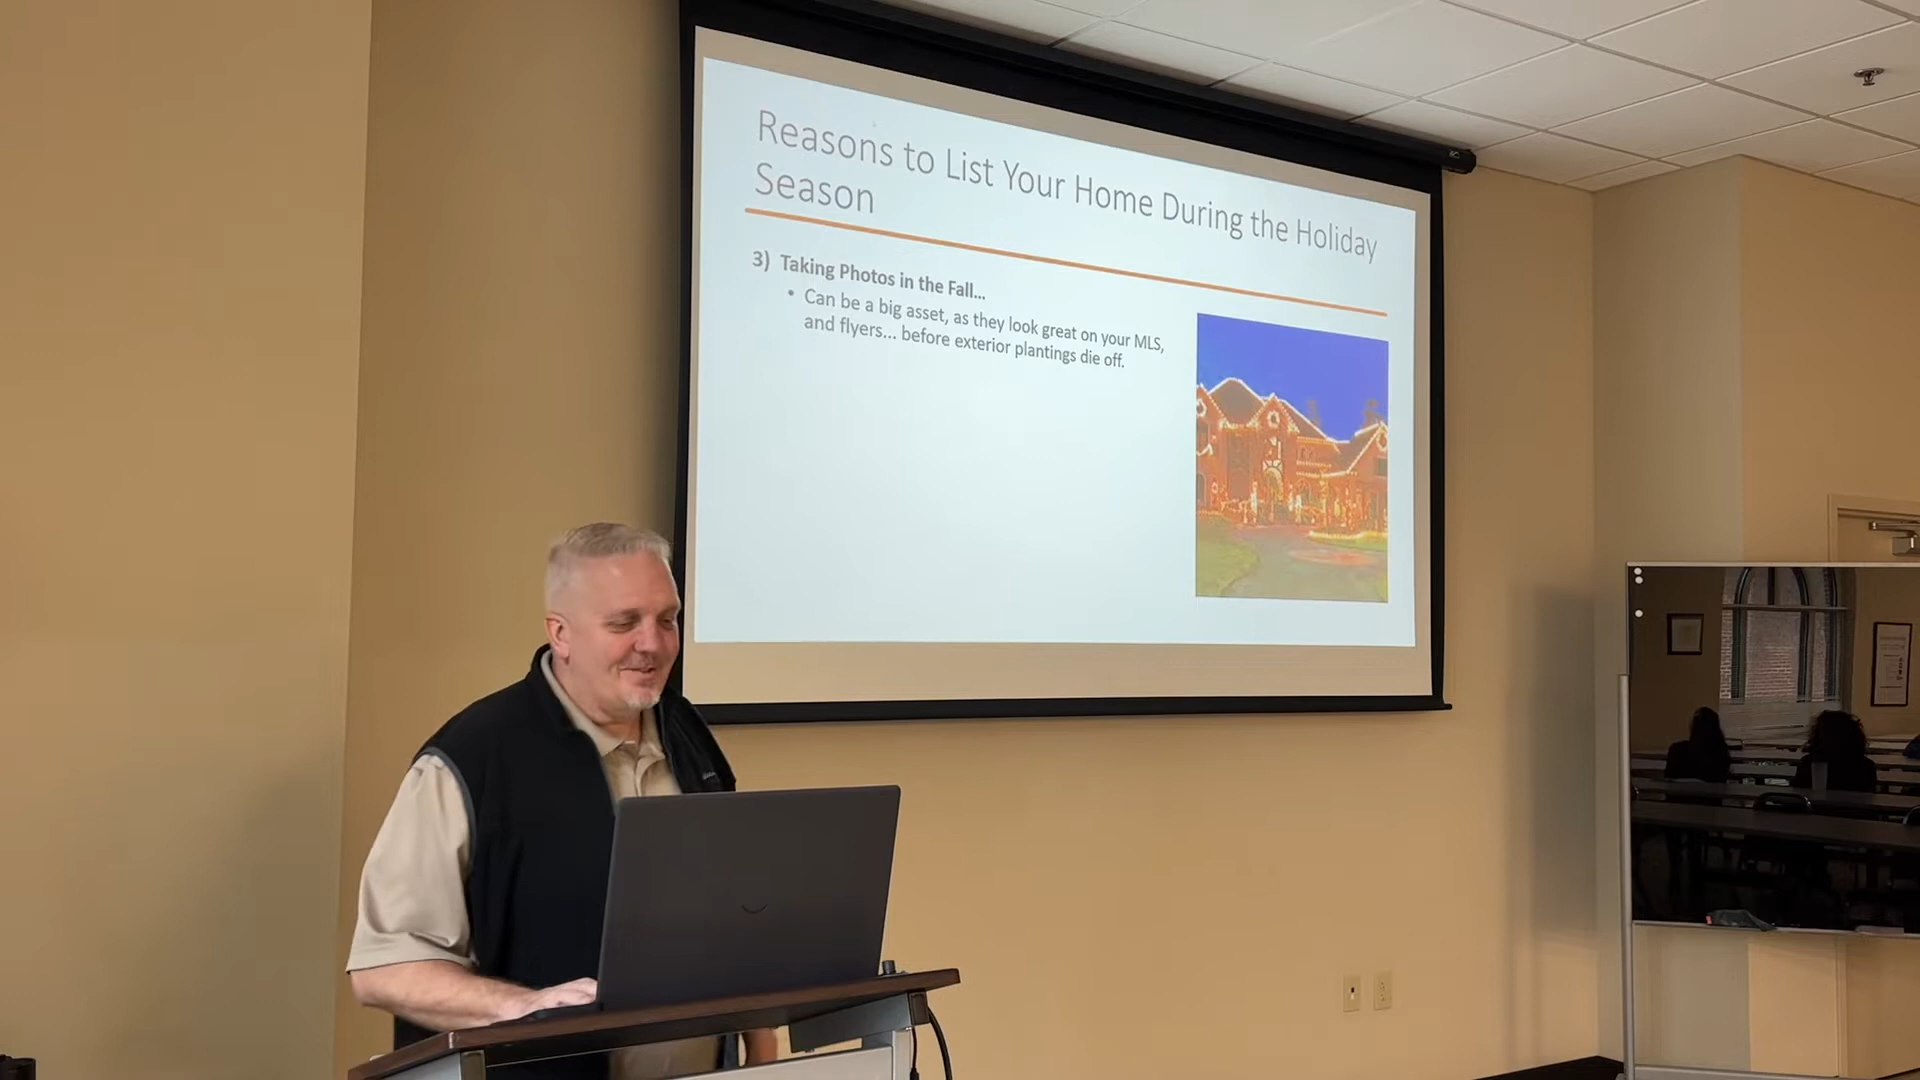 Reasons to List Your Home During the Holiday
Season
3) Taking Photos in the Fall...
• Can be a big asset, as they look great on your MLS,
and flyers... before exterior plantings die off.